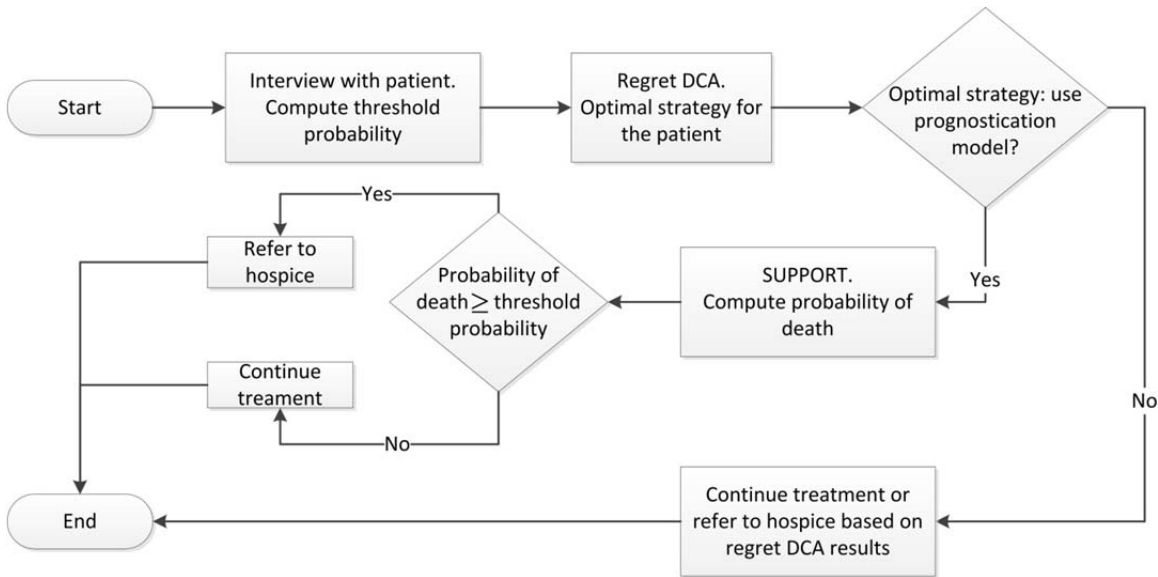 Start
Interview with patient.
Compute threshold
probability
Regret DCA.
Optimal strategy for
the patient
Optimal strategy: use
prognostication
model?
Yes
No
SUPPORT.
Compute probability of
death
Probability of
death ≥ threshold
probability
Yes
Refer to
hospice
No
Continue
treament
Continue treatment or
refer to hospice based on
regret DCA results
End